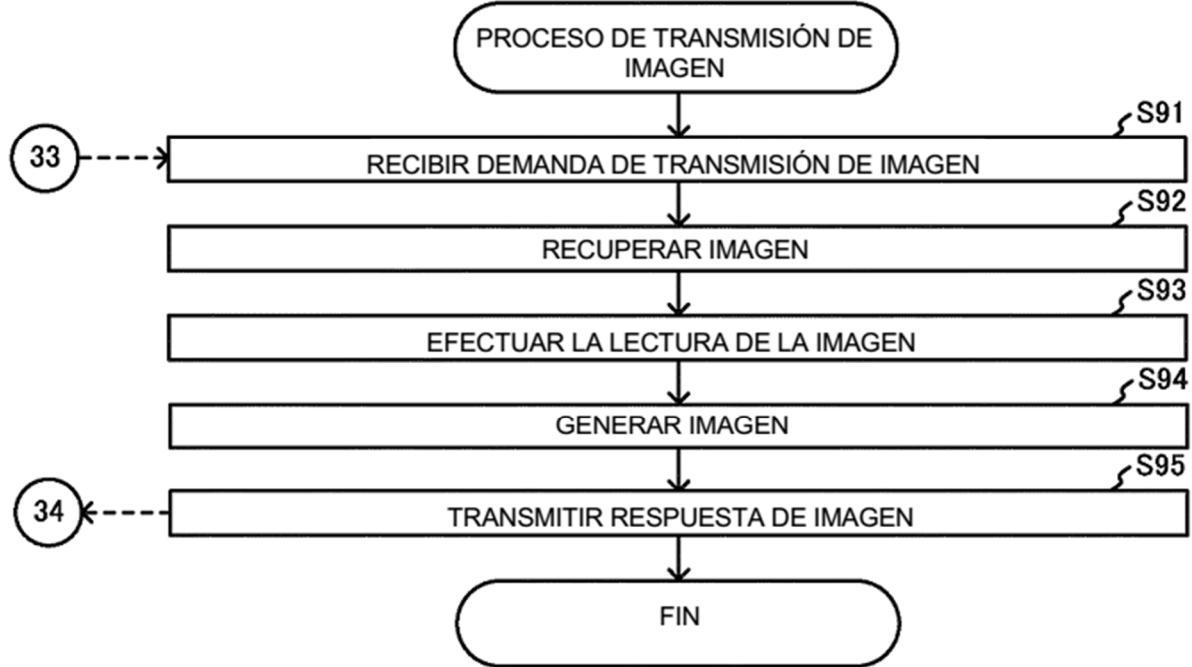 PROCESO DE TRANSMISIÓN DE
IMAGEN
S91
33
RECIBIR DEMANDA DE TRANSMISIÓN DE IMAGEN
S92
RECUPERAR IMAGEN
S93
EFECTUAR LA LECTURA DE LA IMAGEN
S94
GENERAR IMAGEN
S95
34
TRANSMITIR RESPUESTA DE IMAGEN
FIN